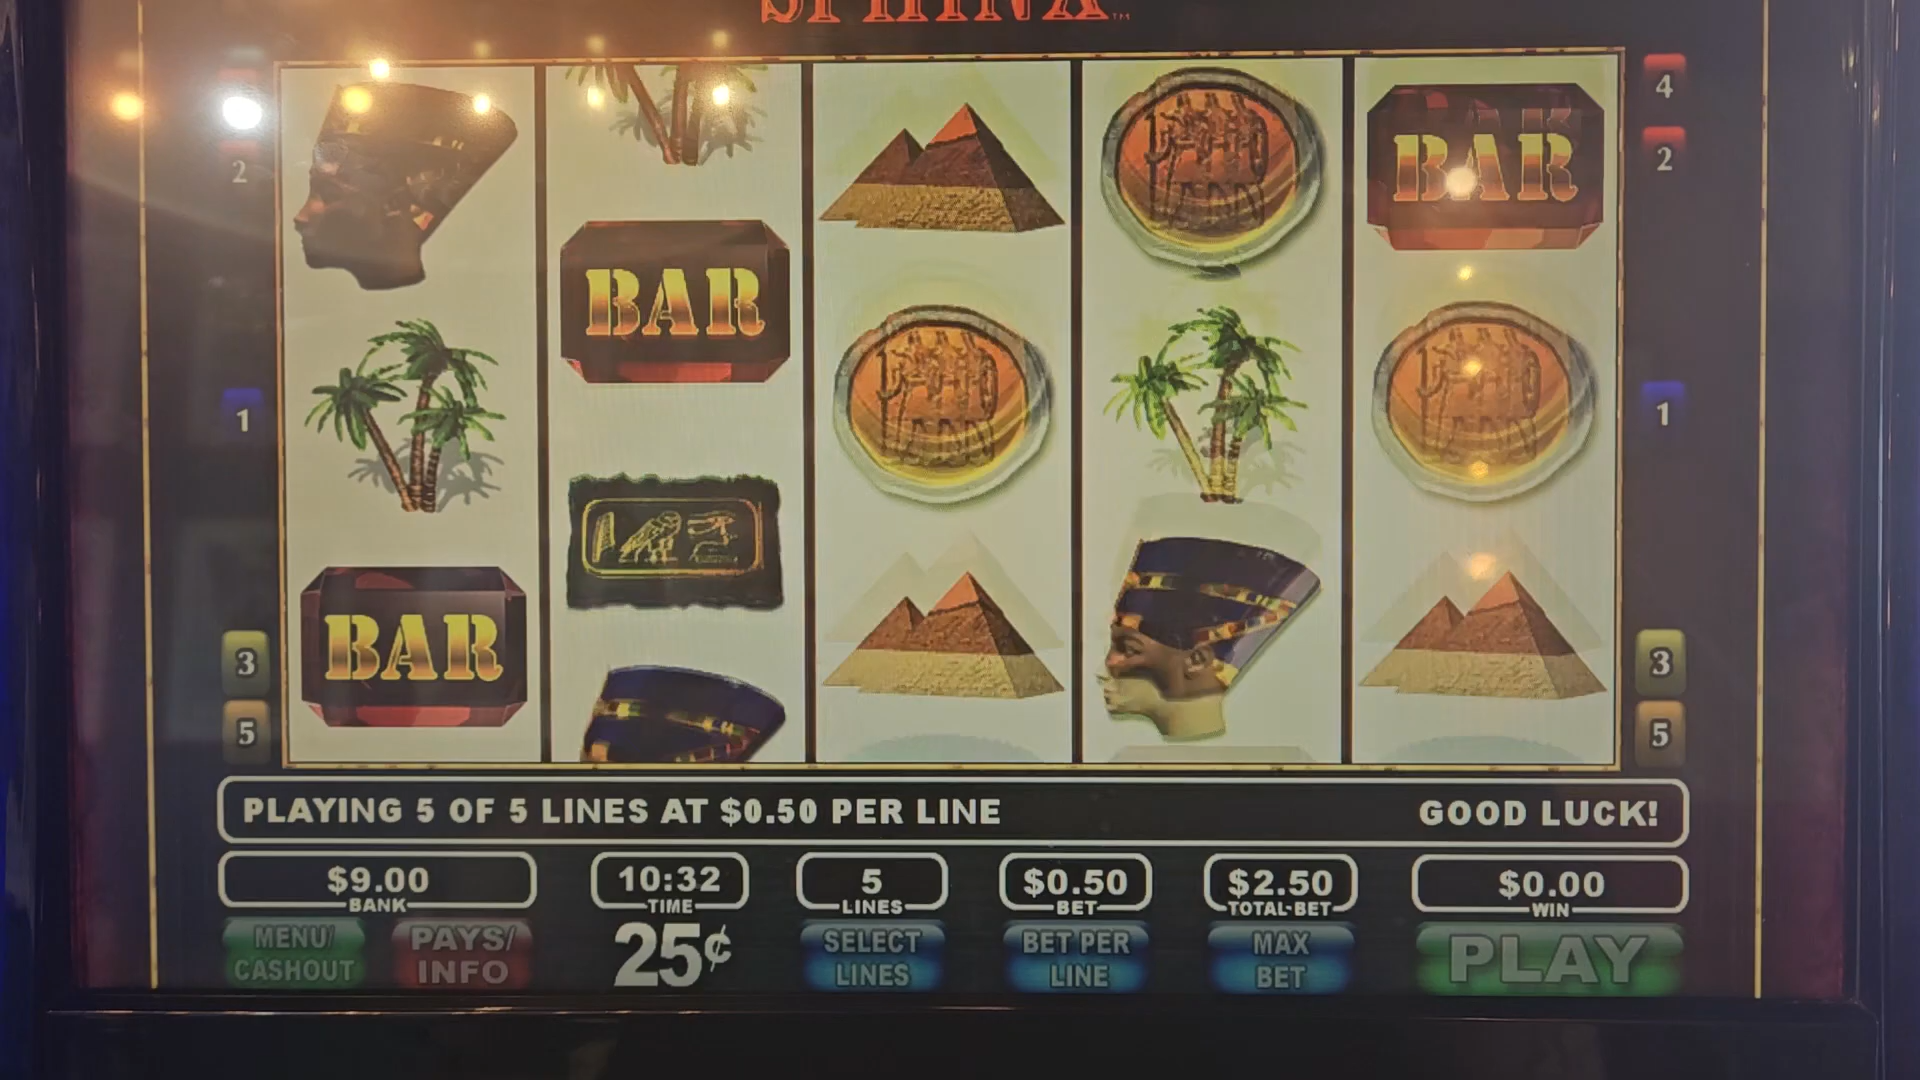 SPHINX™
BAR
4
2
2
BAR
1
1
BAR
3
3
5
5
PLAYING 5 OF 5 LINES AT $0.50 PER LINE
GOOD LUCK!
$9.00
BANK
10:32
TIME
5
LINES
$0.50
BET
$2.50
TOTAL-BET
$0.00
WIN
MENU/
CASHOUT
PAYS/
INFO
25¢
SELECT
LINES
BET PER
LINE
MAX
BET
PLAY